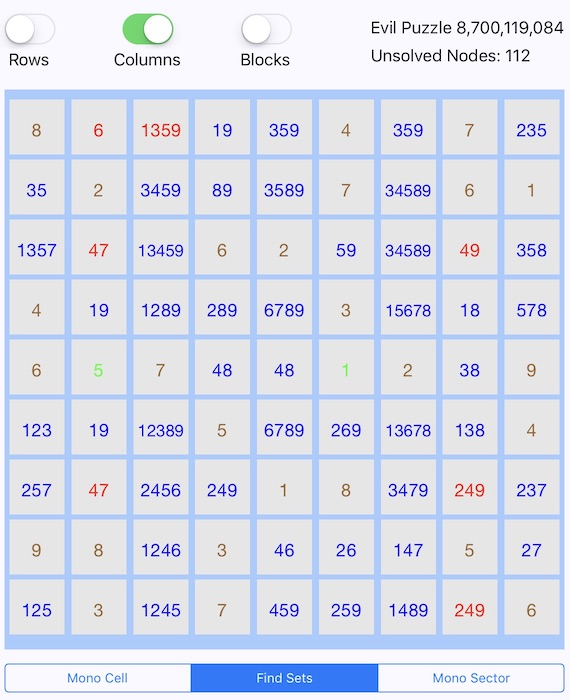 Evil Puzzle 8,700,119,084
Unsolved Nodes: 112
Rows Columns Blocks
8 6 1359 19 359 4 359 7 235
35 2 3459 89 3589 7 34589 6 1
1357 47 13459 6 2 59 34589 49 358
4 19 1289 289 6789 3 15678 18 578
6 5 7 48 48 1 2 38 9
123 19 12389 5 6789 269 13678 138 4
257 47 2456 249 1 8 3479 249 237
9 8 1246 3 46 26 147 5 27
125 3 1245 7 459 259 1489 249 6
Mono Cell Find Sets Mono Sector